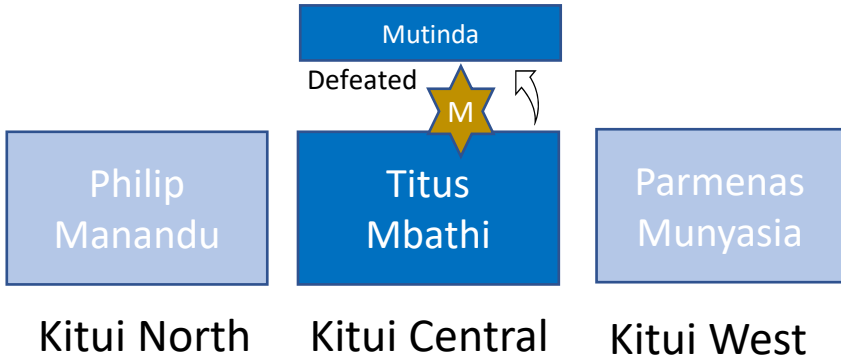 Mutinda
Defeated
M
Philip
Manandu
Titus
Mbathi
Parmenas
Munyasia
Kitui North
Kitui Central
Kitui West